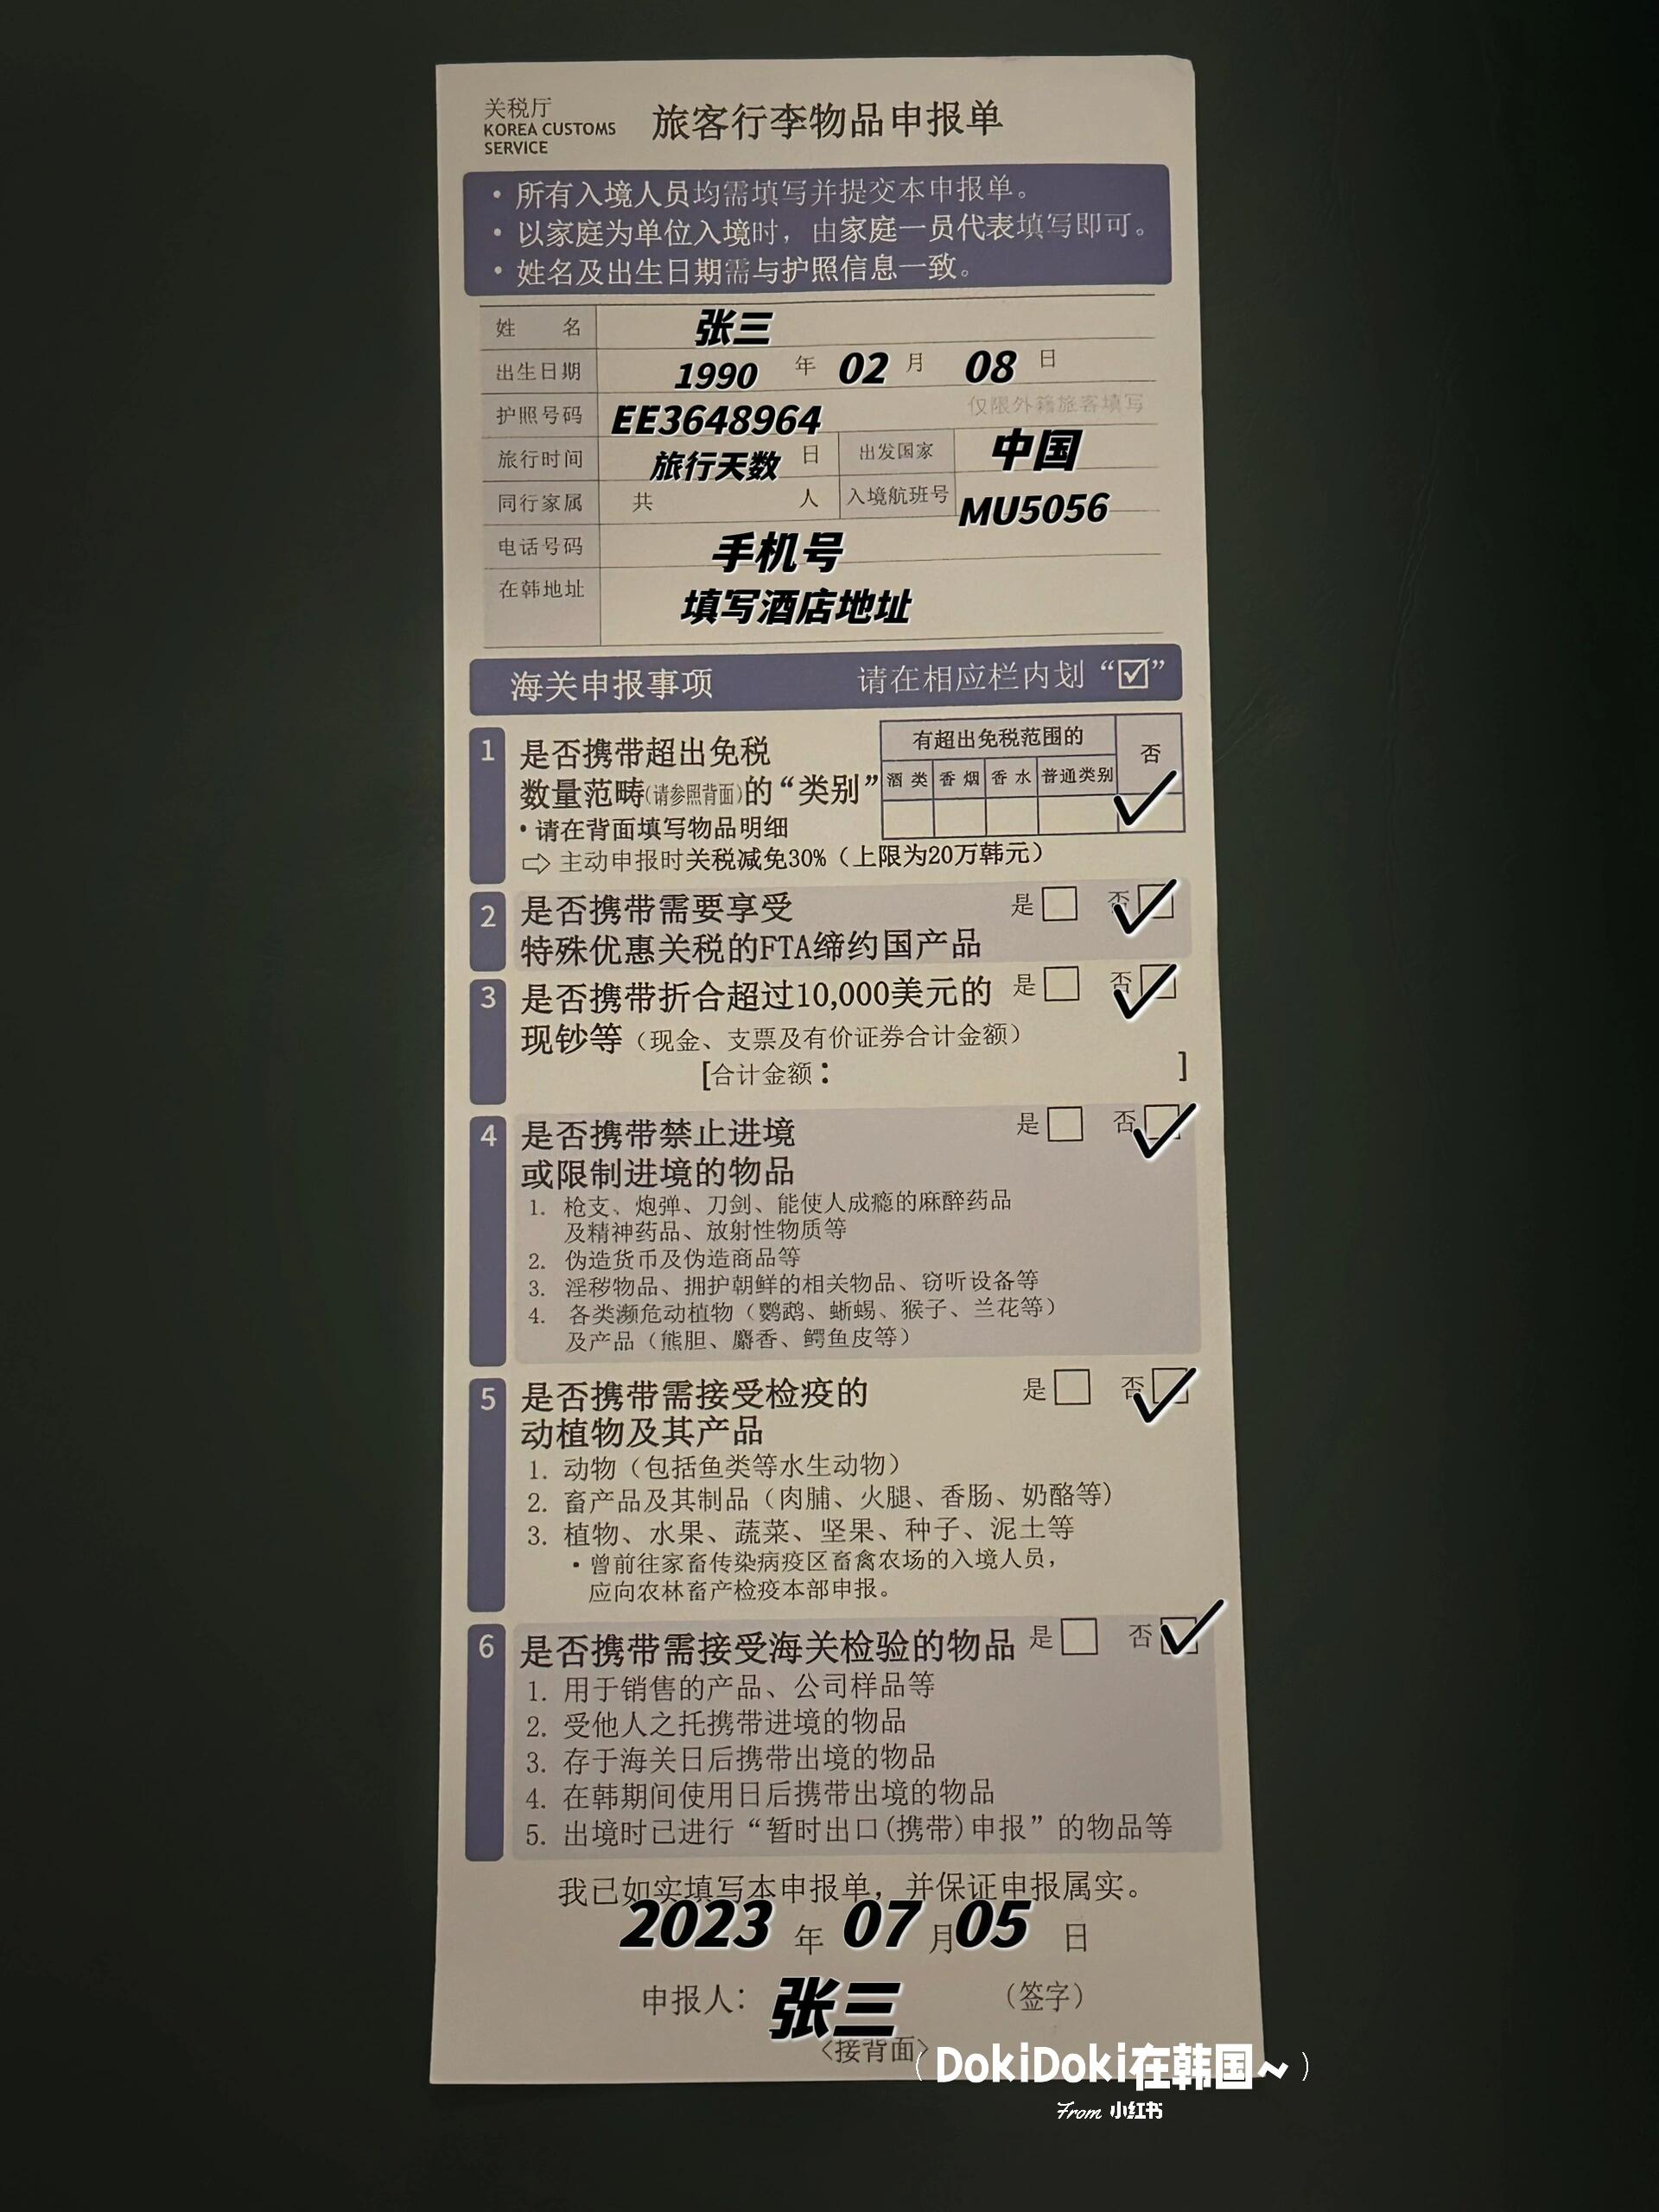 关税厅
KOREA CUSTOMS
SERVICE
旅客行李物品申报单
• 所有入境人员均需填写并提交本申报单。
• 以家庭为单位入境时，由家庭一员代表填写即可。
• 姓名及出生日期需与护照信息一致。
姓 名 张三
出生日期 1990 年 02 月 08 日
护照号码 EE3648964 仅限外籍旅客填写
旅行时间 旅行天数 日 出发国家 中国
同行家属 共 人 入境航班号 MU5056
电话号码 手机号
在韩地址 填写酒店地址
海关申报事项 请在相应栏内划“☑”
1 是否携带超出免税
数量范畴(请参照背面)的“类别”
• 请在背面填写物品明细
⇨ 主动申报时关税减免30%（上限为20万韩元）
有超出免税范围的 否
酒类 香烟 香水 普通类别
✓
2 是否携带需要享受 是 □ 否 ☑
特殊优惠关税的FTA缔约国产品
3 是否携带折合超过10,000美元的 是 □ 否 ☑
现钞等（现金、支票及有价证券合计金额）
[合计金额： ]
4 是否携带禁止进境 是 □ 否 ☑
或限制进境的物品
1. 枪支、炮弹、刀剑、能使人成瘾的麻醉药品
及精神药品、放射性物质等
2. 伪造货币及伪造商品等
3. 淫秽物品、拥护朝鲜的相关物品、窃听设备等
4. 各类濒危动植物（鹦鹉、蜥蜴、猴子、兰花等）
及产品（熊胆、麝香、鳄鱼皮等）
5 是否携带需接受检疫的 是 □ 否 ☑
动植物及其产品
1. 动物（包括鱼类等水生动物）
2. 畜产品及其制品（肉脯、火腿、香肠、奶酪等）
3. 植物、水果、蔬菜、坚果、种子、泥土等
• 曾前往家畜传染病疫区畜禽农场的入境人员，
应向农林畜产检疫本部申报。
6 是否携带需接受海关检验的物品 是 □ 否 ☑
1. 用于销售的产品、公司样品等
2. 受他人之托携带进境的物品
3. 存于海关日后携带出境的物品
4. 在韩期间使用日后携带出境的物品
5. 出境时已进行“暂时出口(携带)申报”的物品等
我已如实填写本申报单，并保证申报属实。
2023 年 07 月 05 日
申报人： 张三 （签字）
〈接背面〉
（DokiDoki在韩国~）
From 小红书